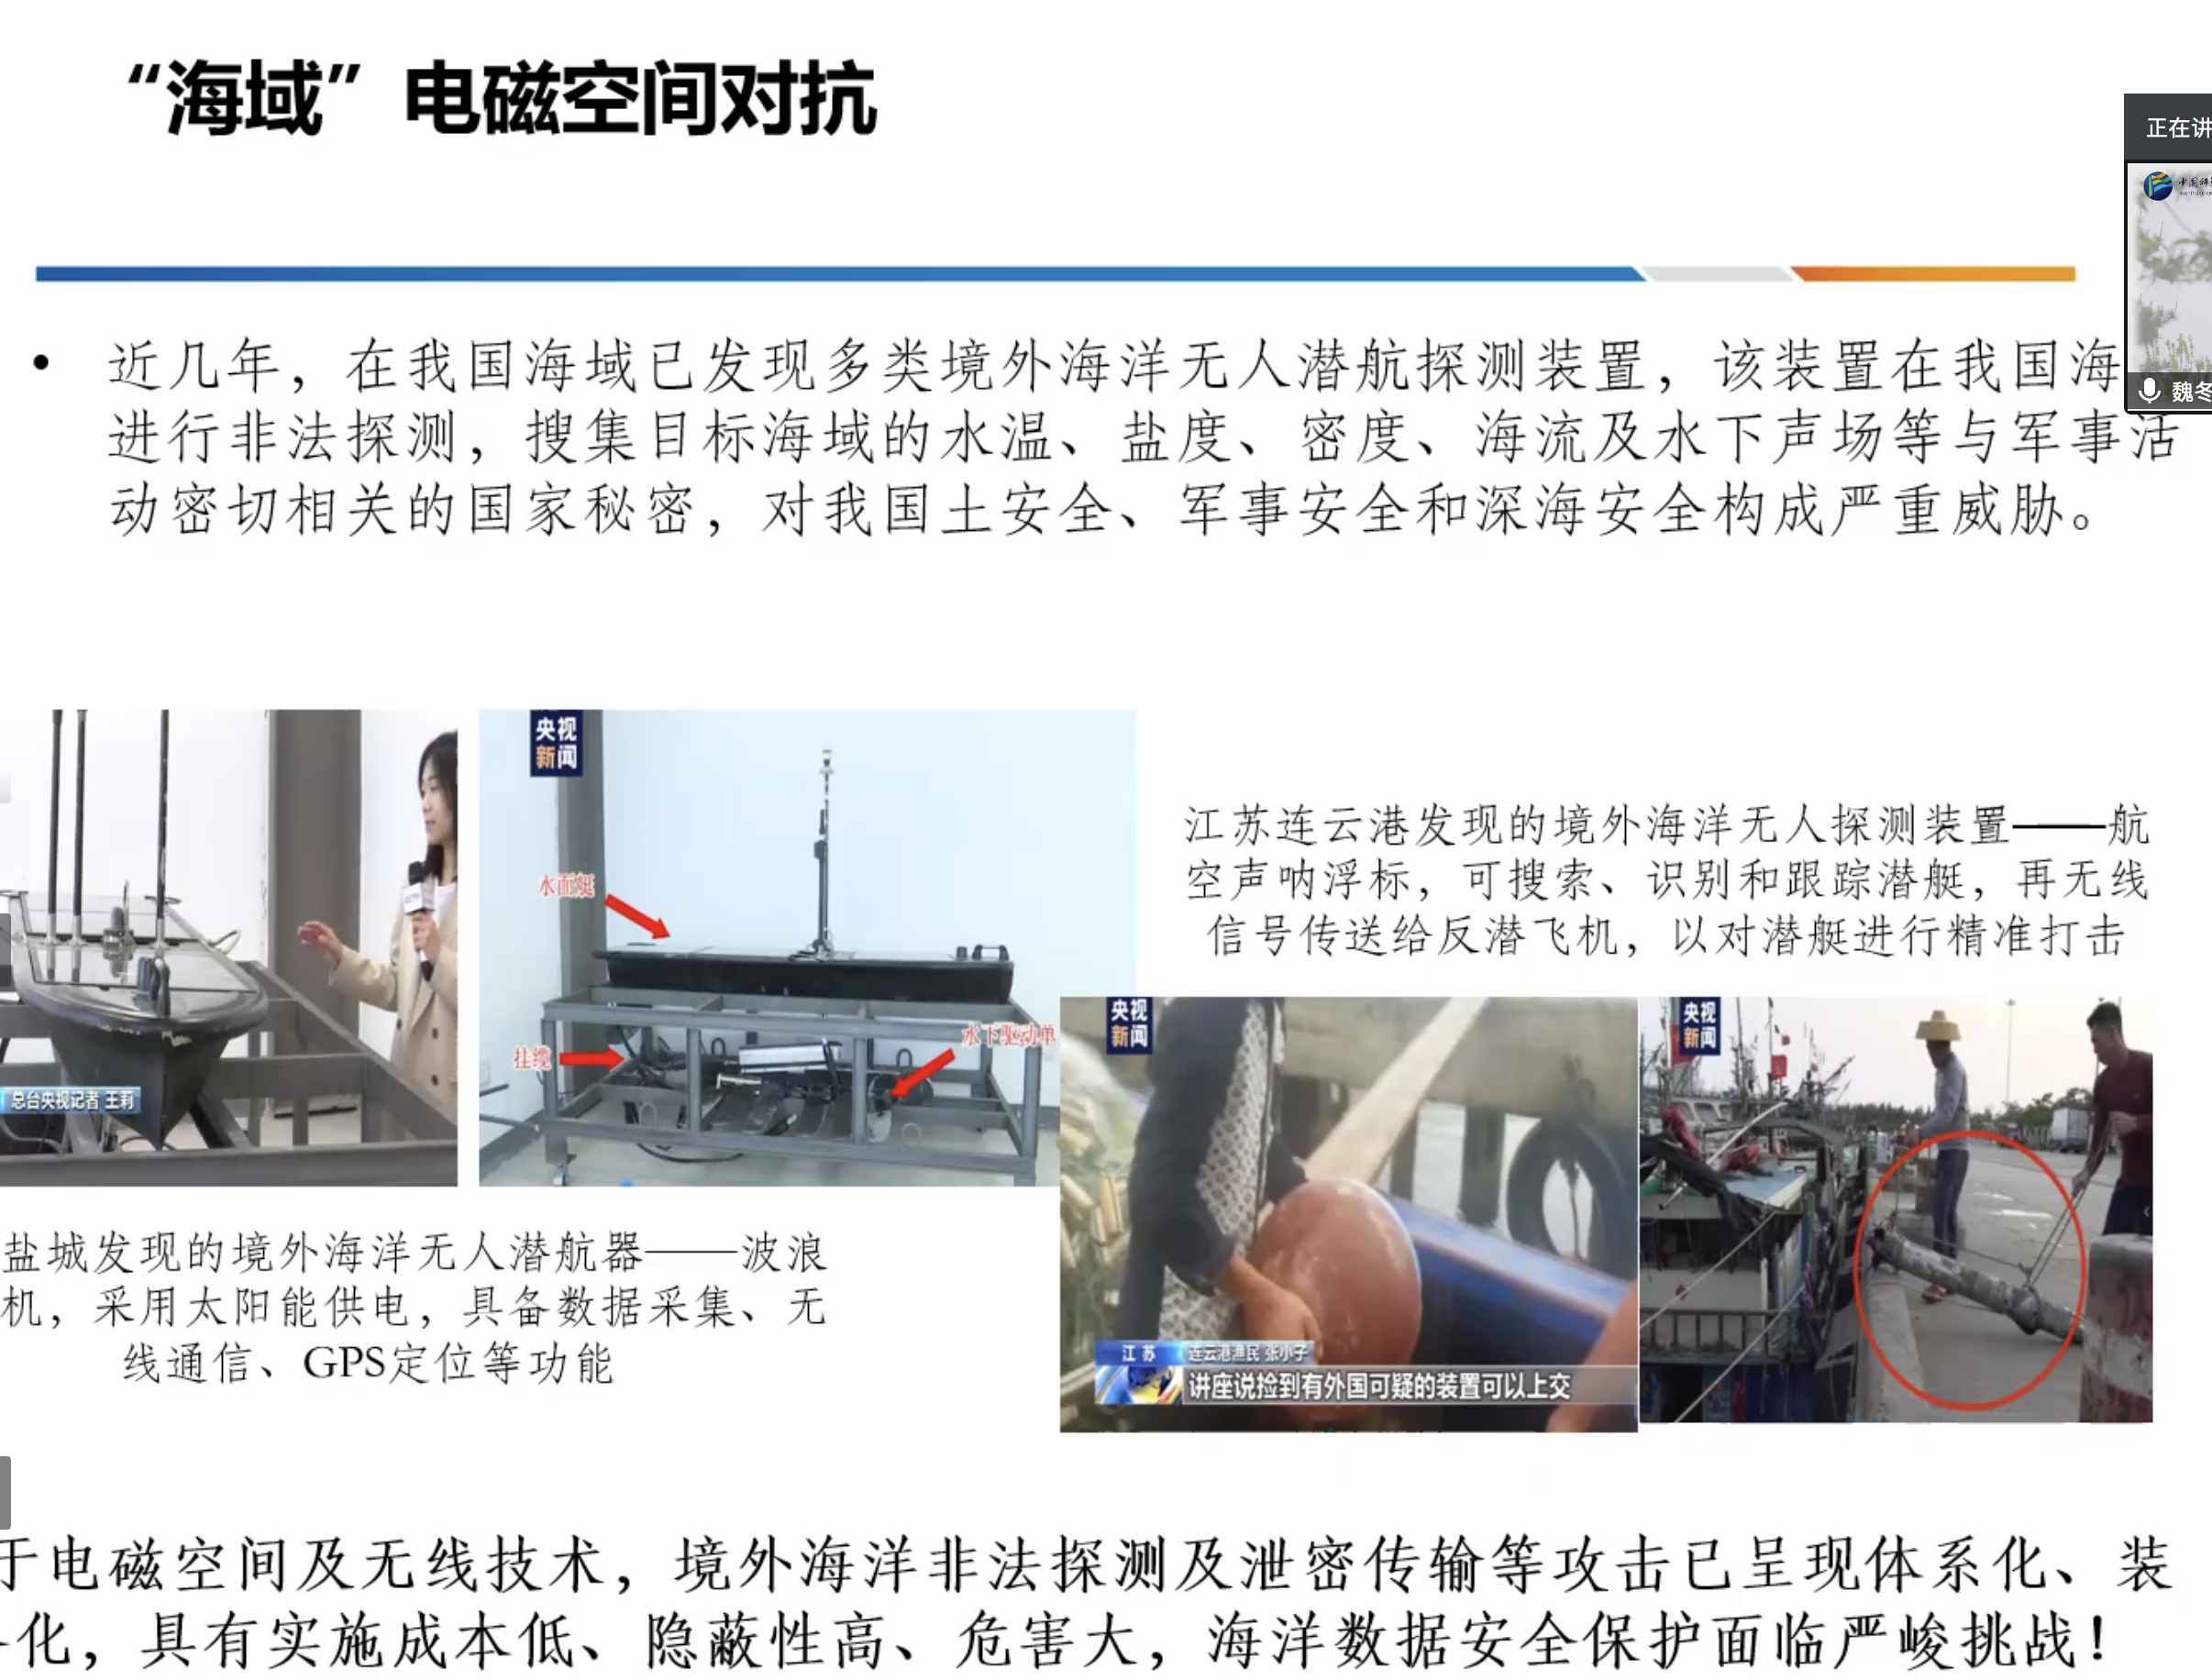 “海域”电磁空间对抗
正在讲
• 近几年，在我国海域已发现多类境外海洋无人潜航探测装置，该装置在我国海
进行非法探测，搜集目标海域的水温、盐度、密度、海流及水下声场等与军事活
动密切相关的国家秘密，对我国土安全、军事安全和深海安全构成严重威胁。
魏冬
央视
新闻
水面艇
挂缆
水下驱动单
总台央视记者 王莉
江苏连云港发现的境外海洋无人探测装置——航
空声呐浮标，可搜索、识别和跟踪潜艇，再无线
信号传送给反潜飞机，以对潜艇进行精准打击
央视
新闻
央视
新闻
江苏 连云港渔民 张小子
讲座说捡到有外国可疑的装置可以上交
盐城发现的境外海洋无人潜航器——波浪
机，采用太阳能供电，具备数据采集、无
线通信、GPS定位等功能
于电磁空间及无线技术，境外海洋非法探测及泄密传输等攻击已呈现体系化、装
化，具有实施成本低、隐蔽性高、危害大，海洋数据安全保护面临严峻挑战！